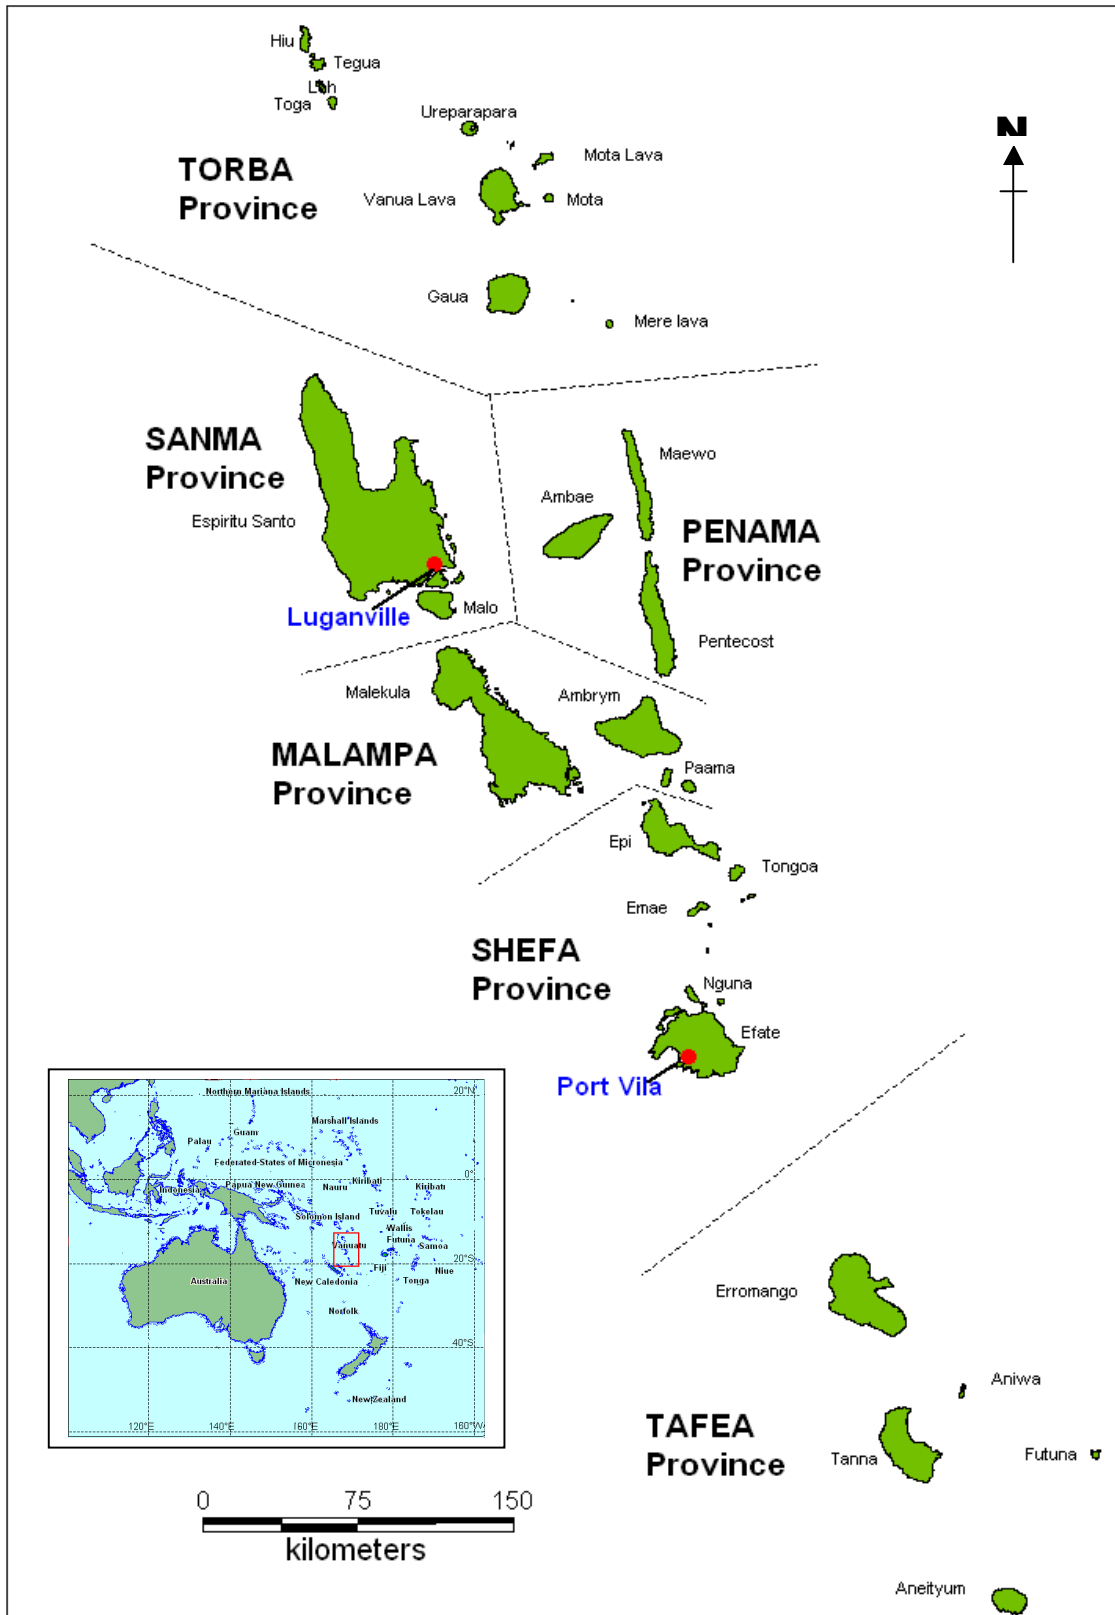 Hiu
Tegua
Loh
Toga
Ureparapara
N
TORBA
Province
Mota Lava
Vanua Lava
Mota
Gaua
Mere lava
SANMA
Province
Maewo
Ambae
Espiritu Santo
PENAMA
Province
Luganville
Malo
Pentecost
Malekula
Ambrym
MALAMPA
Province
Paama
Epi
Tongoa
Emae
SHEFA
Province
Nguna
Efate
Port Vila
Northern Mariana Islands
20°N
Marshall Islands
Guam
Palau
Federated-States of Micronesia
0°
Papua New Guinea
Nauru
Kiribati
Kiribati
Indonesia
Tuvalu
Tokelau
Solomon Island
Wallis
Futuna
Vanuatu
Samoa
20°S
Fiji
Niue
Australia
New Caledonia
Tonga
Norfolk
40°S
New Zealand
120°E
140°E
160°E
180°E
160°W
Erromango
Aniwa
TAFEA
Province
Tanna
Futuna
0 75 150
kilometers
Aneityum